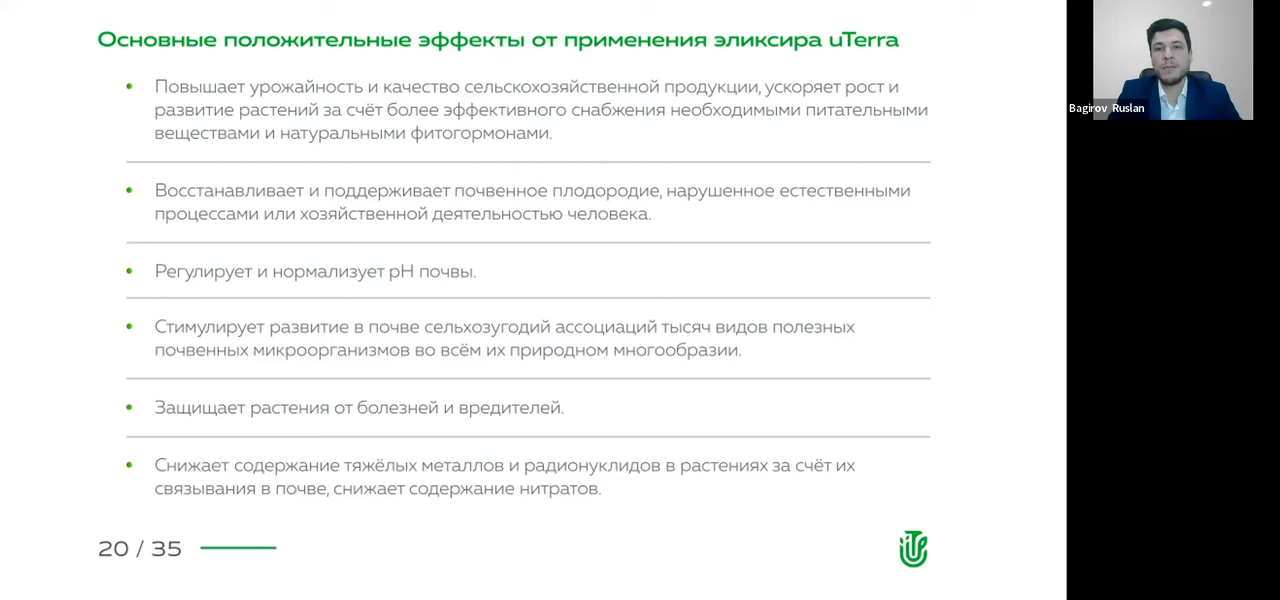 Основные положительные эффекты от применения эликсира uTerra
Повышает урожайность и качество сельскохозяйственной продукции, ускоряет рост и
развитие растений за счёт более эффективного снабжения необходимыми питательными
веществами и натуральными фитогормонами.
Восстанавливает и поддерживает почвенное плодородие, нарушенное естественными
процессами или хозяйственной деятельностью человека.
Регулирует и нормализует pH почвы.
Стимулирует развитие в почве сельхозугодий ассоциаций тысяч видов полезных
почвенных микроорганизмов во всём их природном многообразии.
Защищает растения от болезней и вредителей.
Снижает содержание тяжёлых металлов и радионуклидов в растениях за счёт их
связывания в почве, снижает содержание нитратов.
20 / 35
Bagirov Ruslan